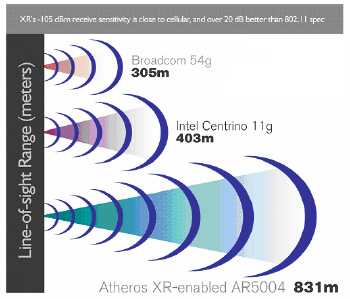 XR's -105 dBm receive sensitivity is close to cellular, and over 20 dB better than 802.11 spec
Line-of-sight Range (meters)
Broadcom 54g
305m
Intel Centrino 11g
403m
Atheros XR-enabled AR5004 831m